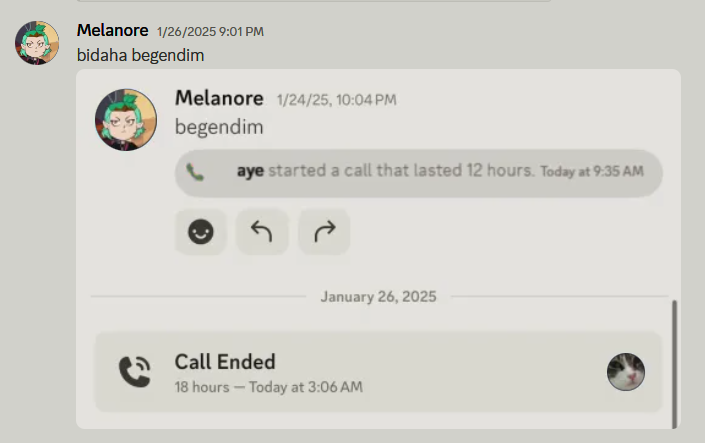 Melanore 1/26/2025 9:01 PM
bidaha begendim
Melanore 1/24/25, 10:04 PM
begendim
aye started a call that lasted 12 hours. Today at 9:35 AM
January 26, 2025
Call Ended
18 hours — Today at 3:06 AM